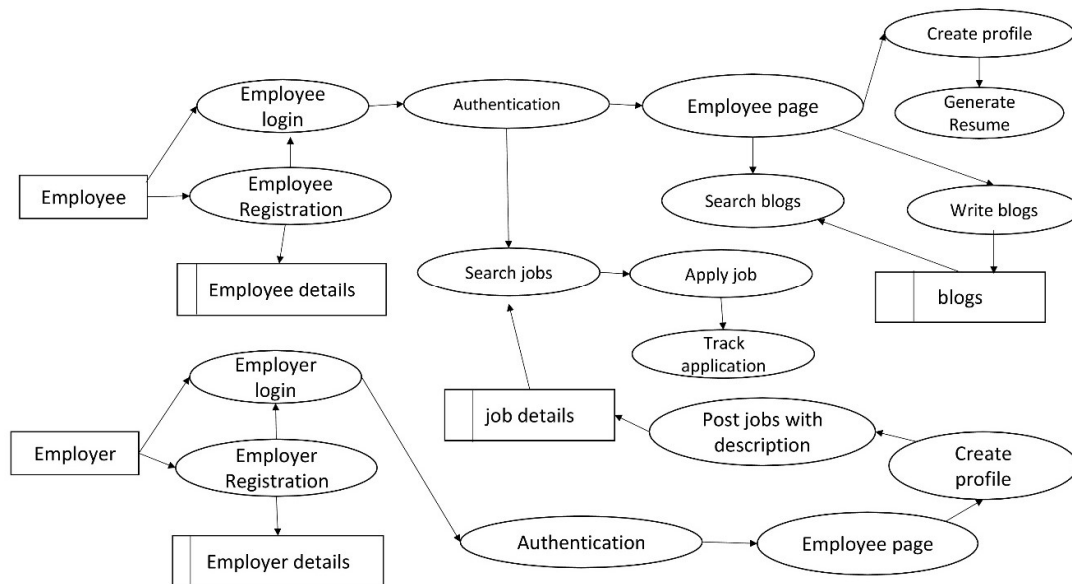 Create profile
Employee
login
Authentication
Employee page
Generate
Resume
Employee
Employee
Registration
Search blogs
Write blogs
Search jobs
Apply job
Employee details
blogs
Track
application
Employer
login
job details
Post jobs with
description
Employer
Employer
Registration
Create
profile
Authentication
Employee page
Employer details